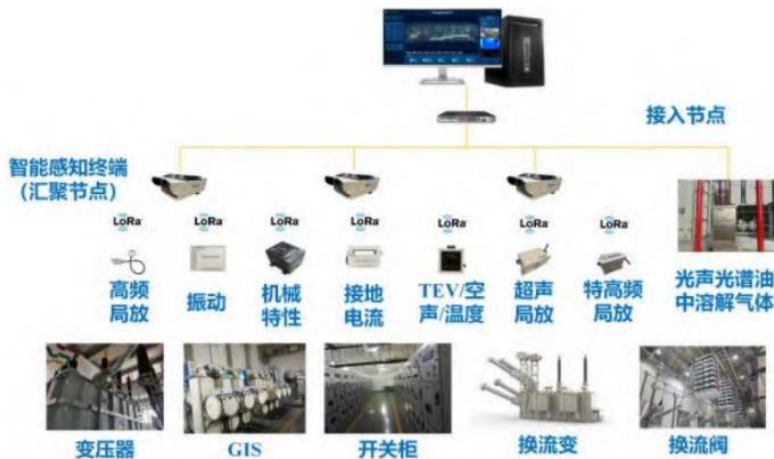 接入节点
智能感知终端
(汇聚节点)
LoRa
LoRa
LoRa
LoRa
LoRa
LoRa
LoRa
高频
局放
振动
机械
特性
接地
电流
TEV/空
声/温度
超声
局放
特高频
局放
光声光谱油
中溶解气体
变压器
GIS
开关柜
换流变
换流阀